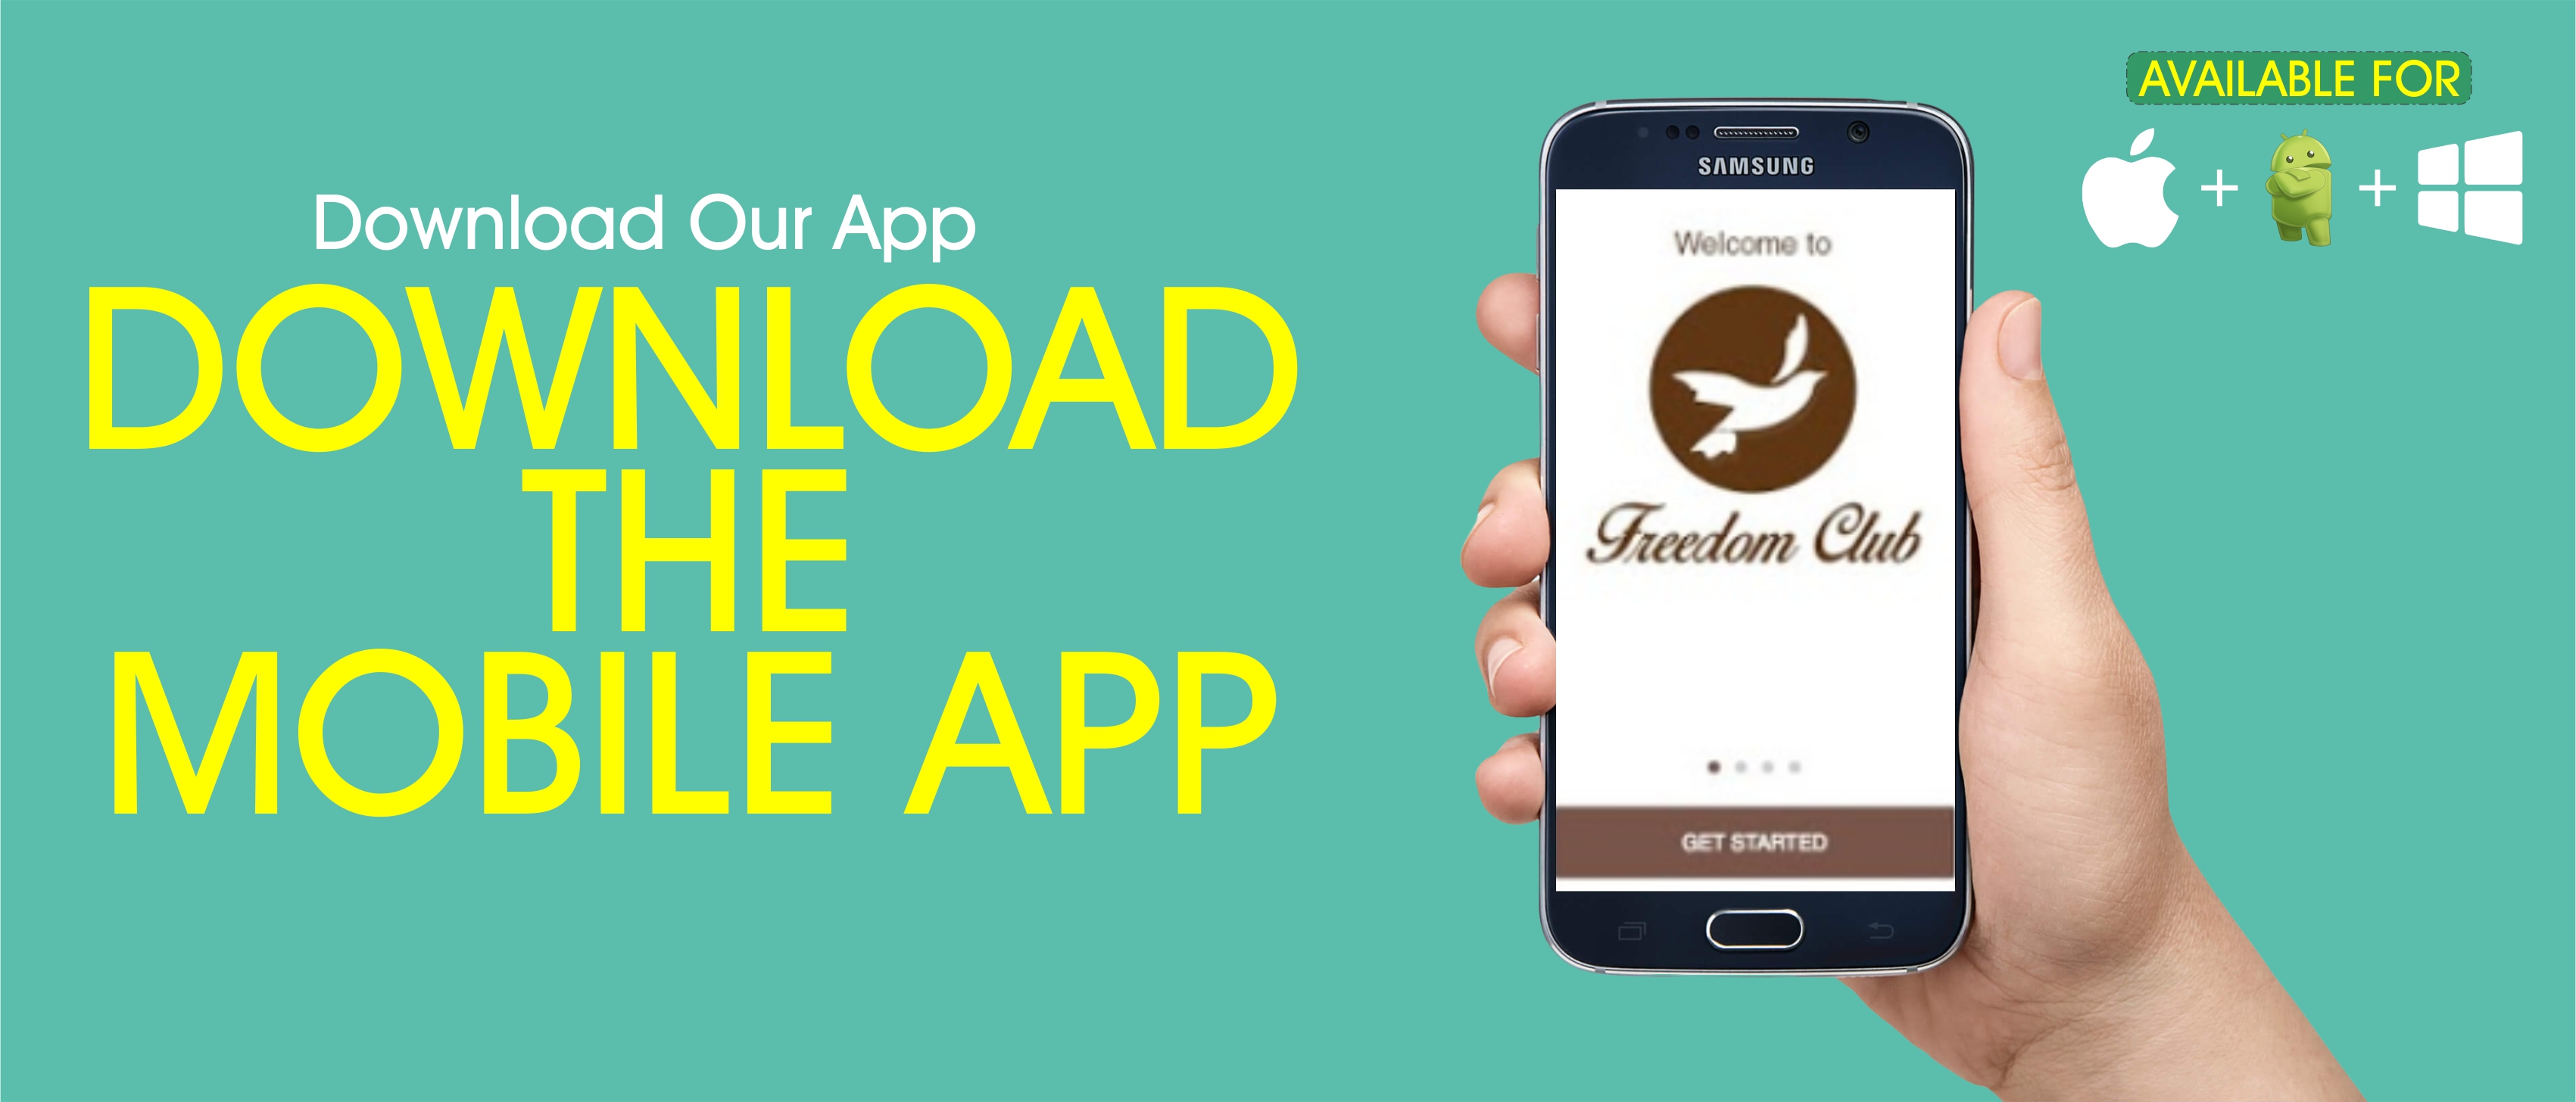 Download Our App
DOWNLOAD
THE
MOBILE APP
SAMSUNG
Welcome to
Freedom Club
GET STARTED
AVAILABLE FOR
+ +